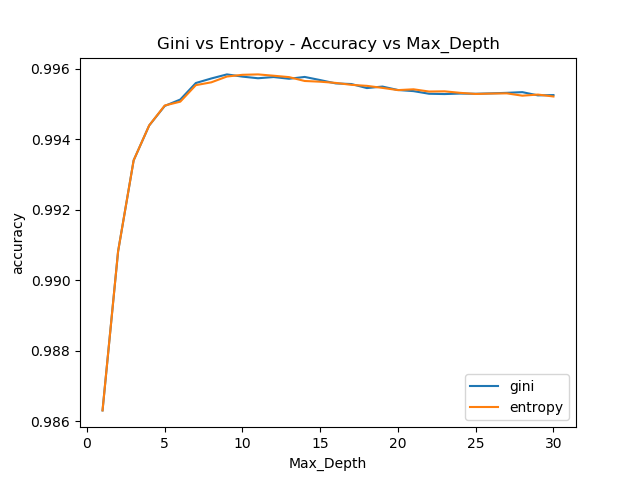 Gini vs Entropy - Accuracy vs Max_Depth
accuracy
0.996
0.994
0.992
0.990
0.988
0.986
0 5 10 15 20 25 30
Max_Depth
gini
entropy